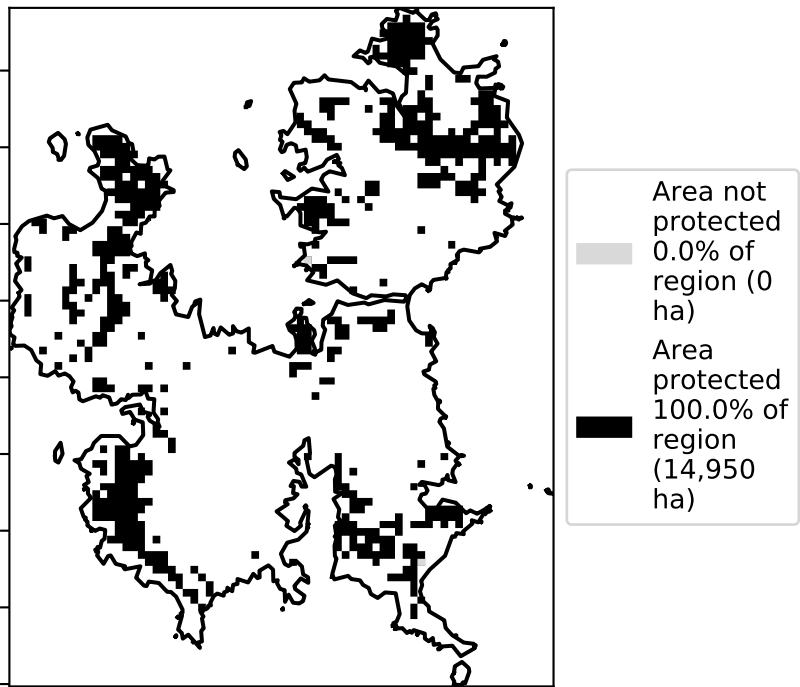 Area not
protected
0.0% of
region (0
ha)
Area
protected
100.0% of
region
(14,950
ha)